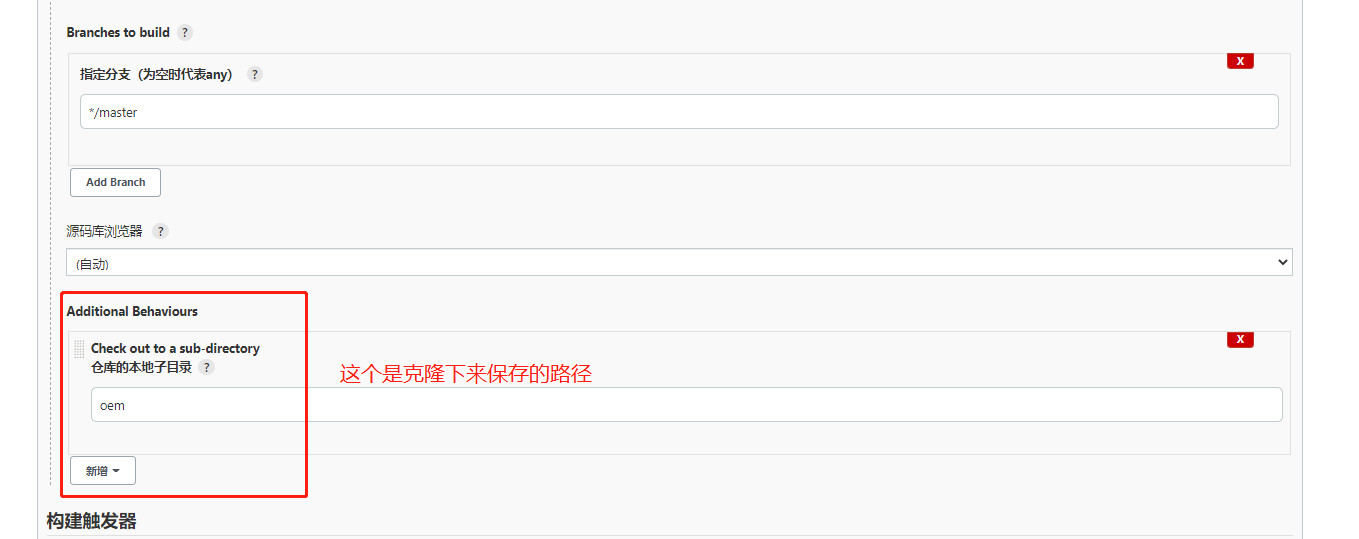 Branches to build ?
X
指定分支（为空时代表any） ?
*/master
Add Branch
源码库浏览器 ?
(自动)
Additional Behaviours
X
Check out to a sub-directory
仓库的本地子目录 ?
这个是克隆下来保存的路径
oem
新增
构建触发器